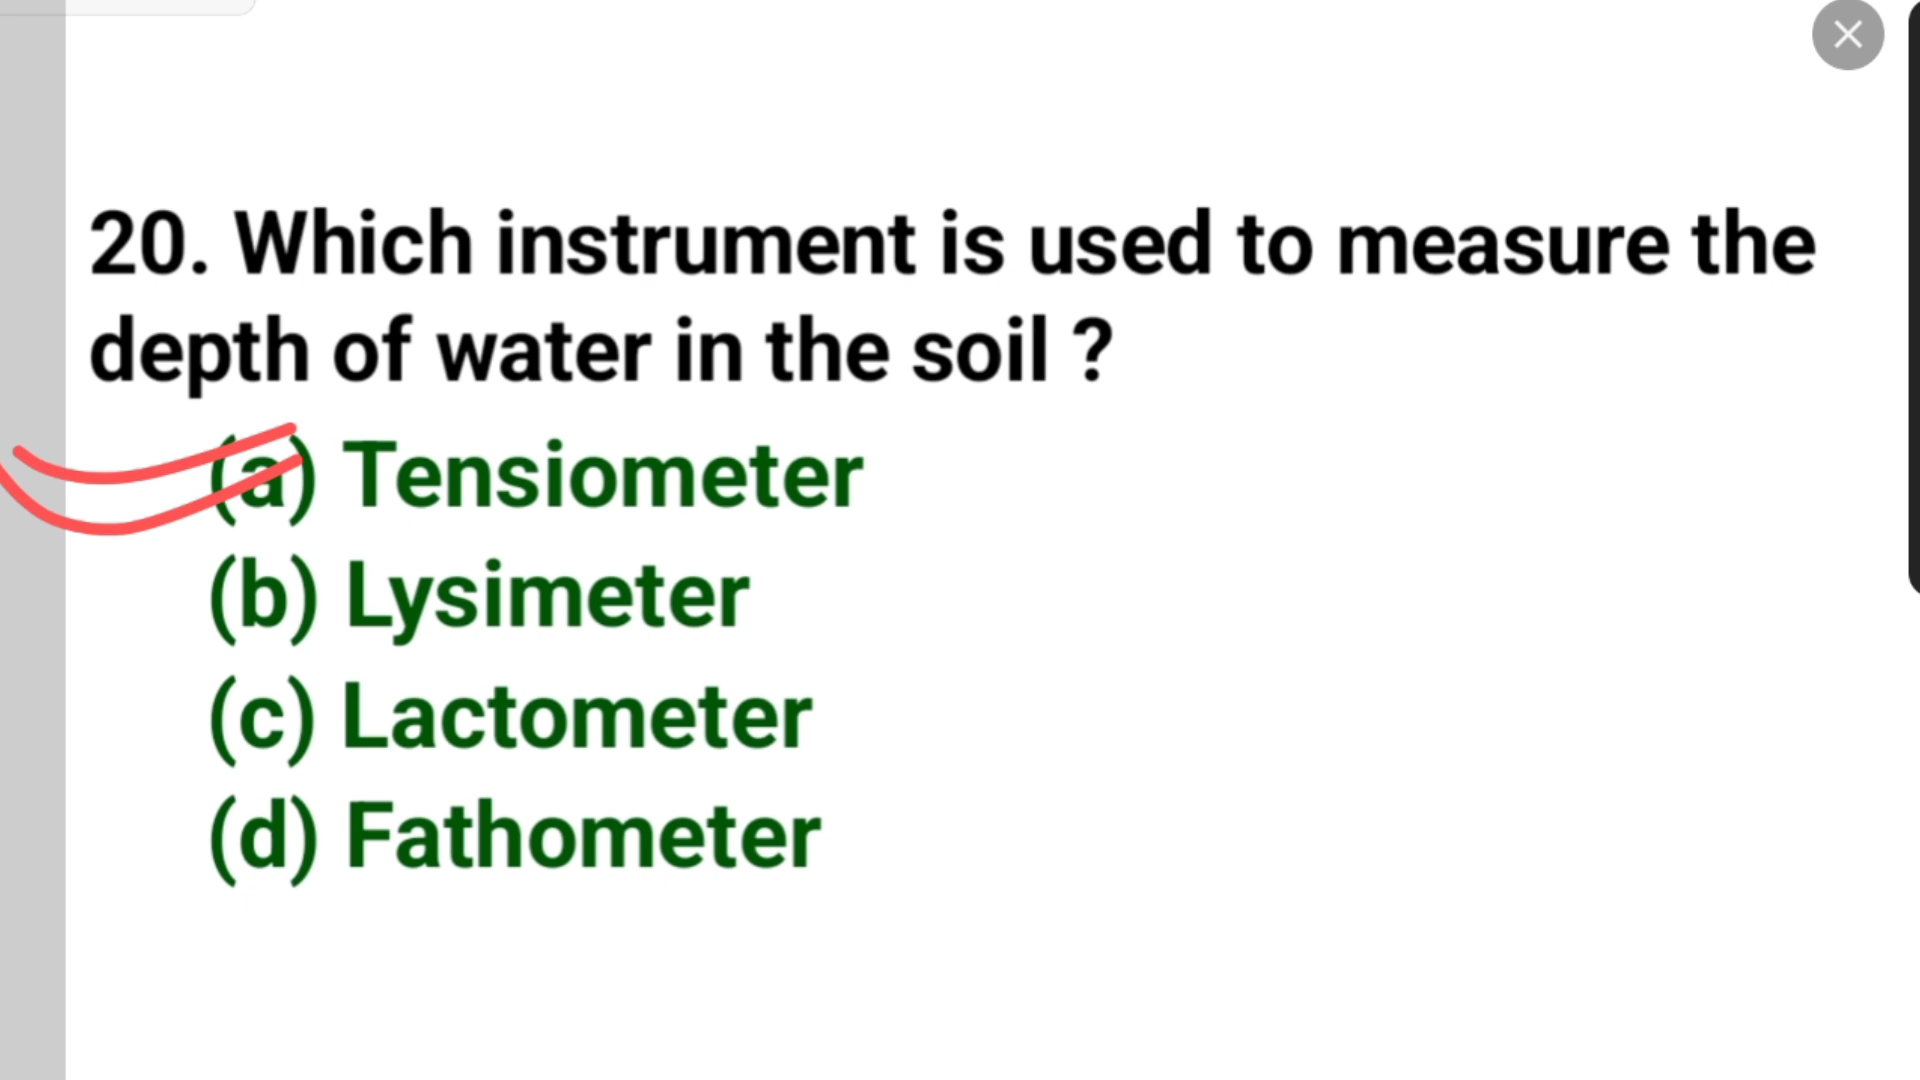 20. Which instrument is used to measure the
depth of water in the soil ?
(a) Tensiometer
(b) Lysimeter
(c) Lactometer
(d) Fathometer